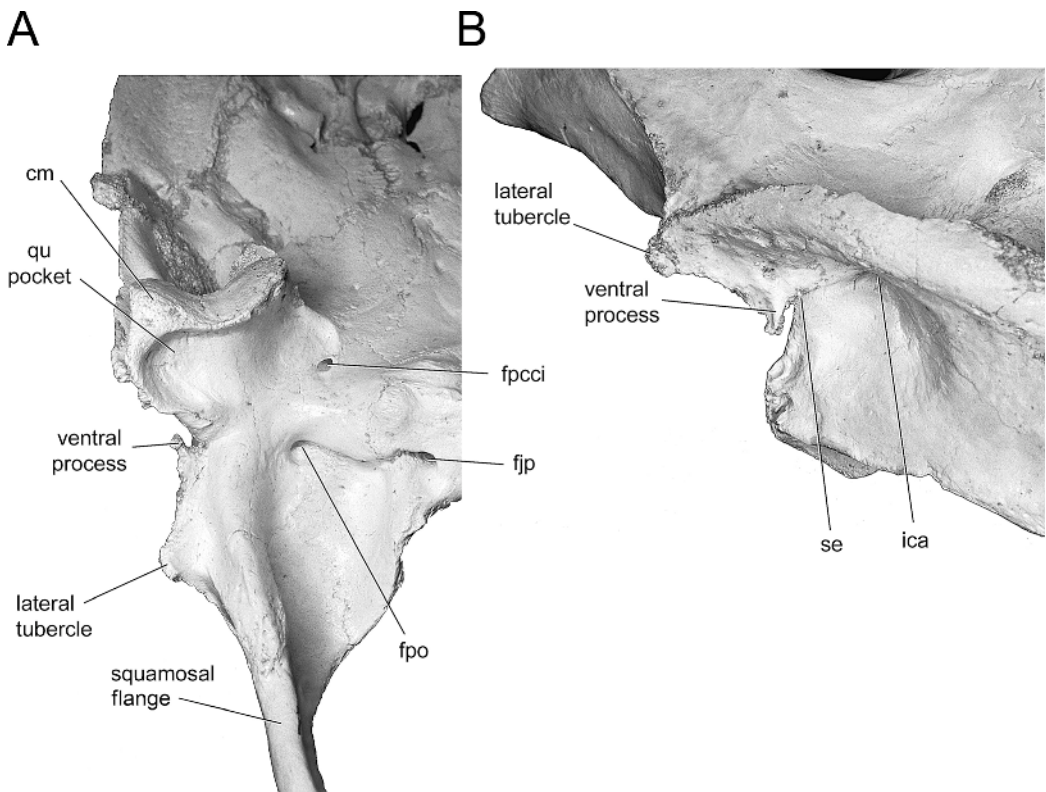 A
B
cm
qu
pocket
ventral
process
lateral
tubercle
squamosal
flange
fpcci
fjp
fpo
lateral
tubercle
ventral
process
se
ica